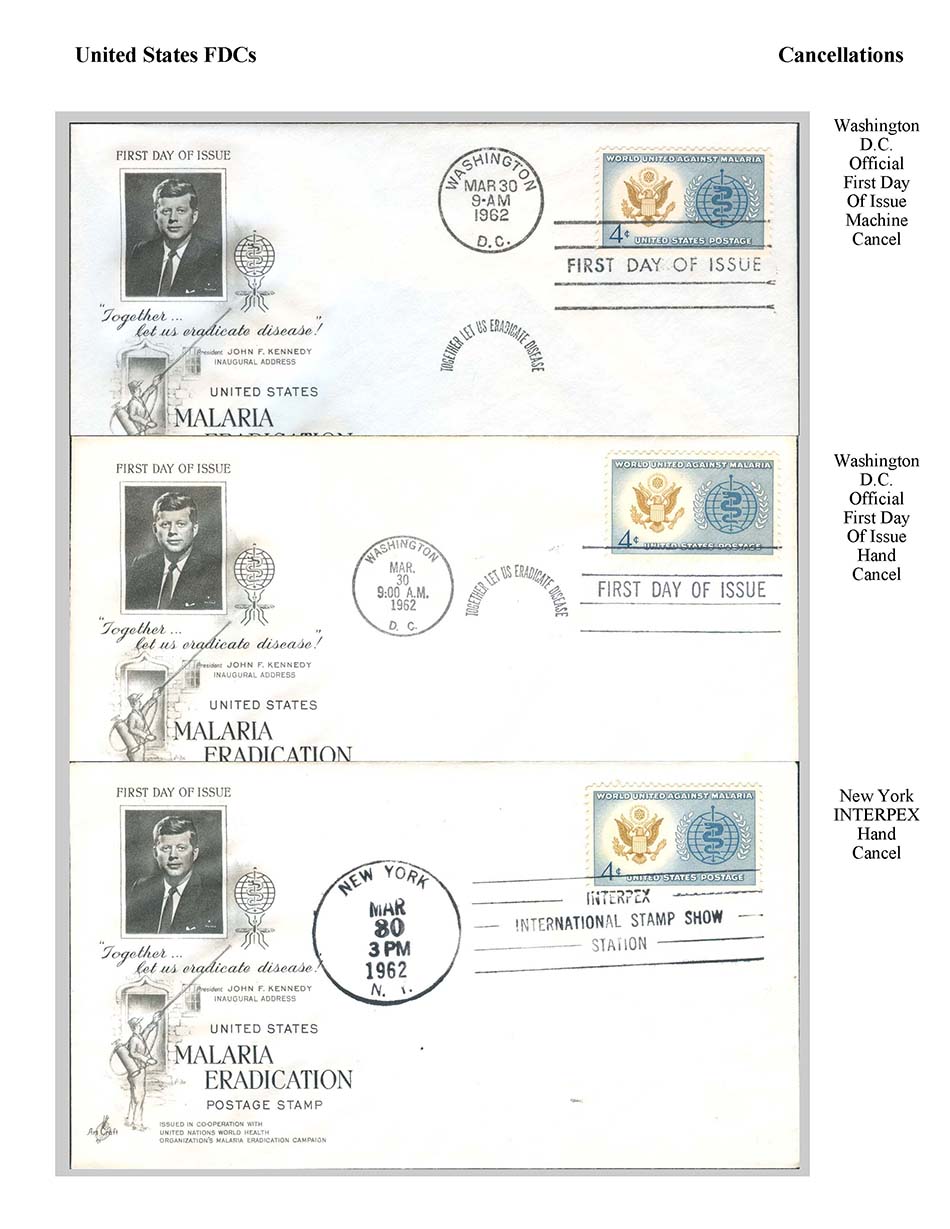 United States FDCs
Cancellations
FIRST DAY OF ISSUE
"Together ...
let us eradicate disease!"
President JOHN F. KENNEDY
INAUGURAL ADDRESS
UNITED STATES
MALARIA
ERADICATION
WASHINGTON
MAR 30
9-AM
1962
D.C.
TOGETHER LET US ERADICATE DISEASE
WORLD UNITED AGAINST MALARIA
4¢ UNITED STATES POSTAGE
FIRST DAY OF ISSUE
Washington
D.C.
Official
First Day
Of Issue
Machine
Cancel
FIRST DAY OF ISSUE
"Together ...
let us eradicate disease!"
President JOHN F. KENNEDY
INAUGURAL ADDRESS
UNITED STATES
MALARIA
ERADICATION
WASHINGTON
MAR.
30
9:00 A.M.
1962
D. C.
TOGETHER LET US ERADICATE DISEASE
WORLD UNITED AGAINST MALARIA
4¢ UNITED STATES POSTAGE
FIRST DAY OF ISSUE
Washington
D.C.
Official
First Day
Of Issue
Hand
Cancel
FIRST DAY OF ISSUE
"Together ...
let us eradicate disease!
President JOHN F. KENNEDY
INAUGURAL ADDRESS
UNITED STATES
MALARIA
ERADICATION
POSTAGE STAMP
ISSUED IN CO-OPERATION WITH
UNITED NATIONS WORLD HEALTH
ORGANIZATION'S MALARIA ERADICATION CAMPAIGN
Art Craft
NEW YORK
MAR
30
3 PM
1962
N. Y.
WORLD UNITED AGAINST MALARIA
4¢ UNITED STATES POSTAGE
INTERPEX
INTERNATIONAL STAMP SHOW
STATION
New York
INTERPEX
Hand
Cancel